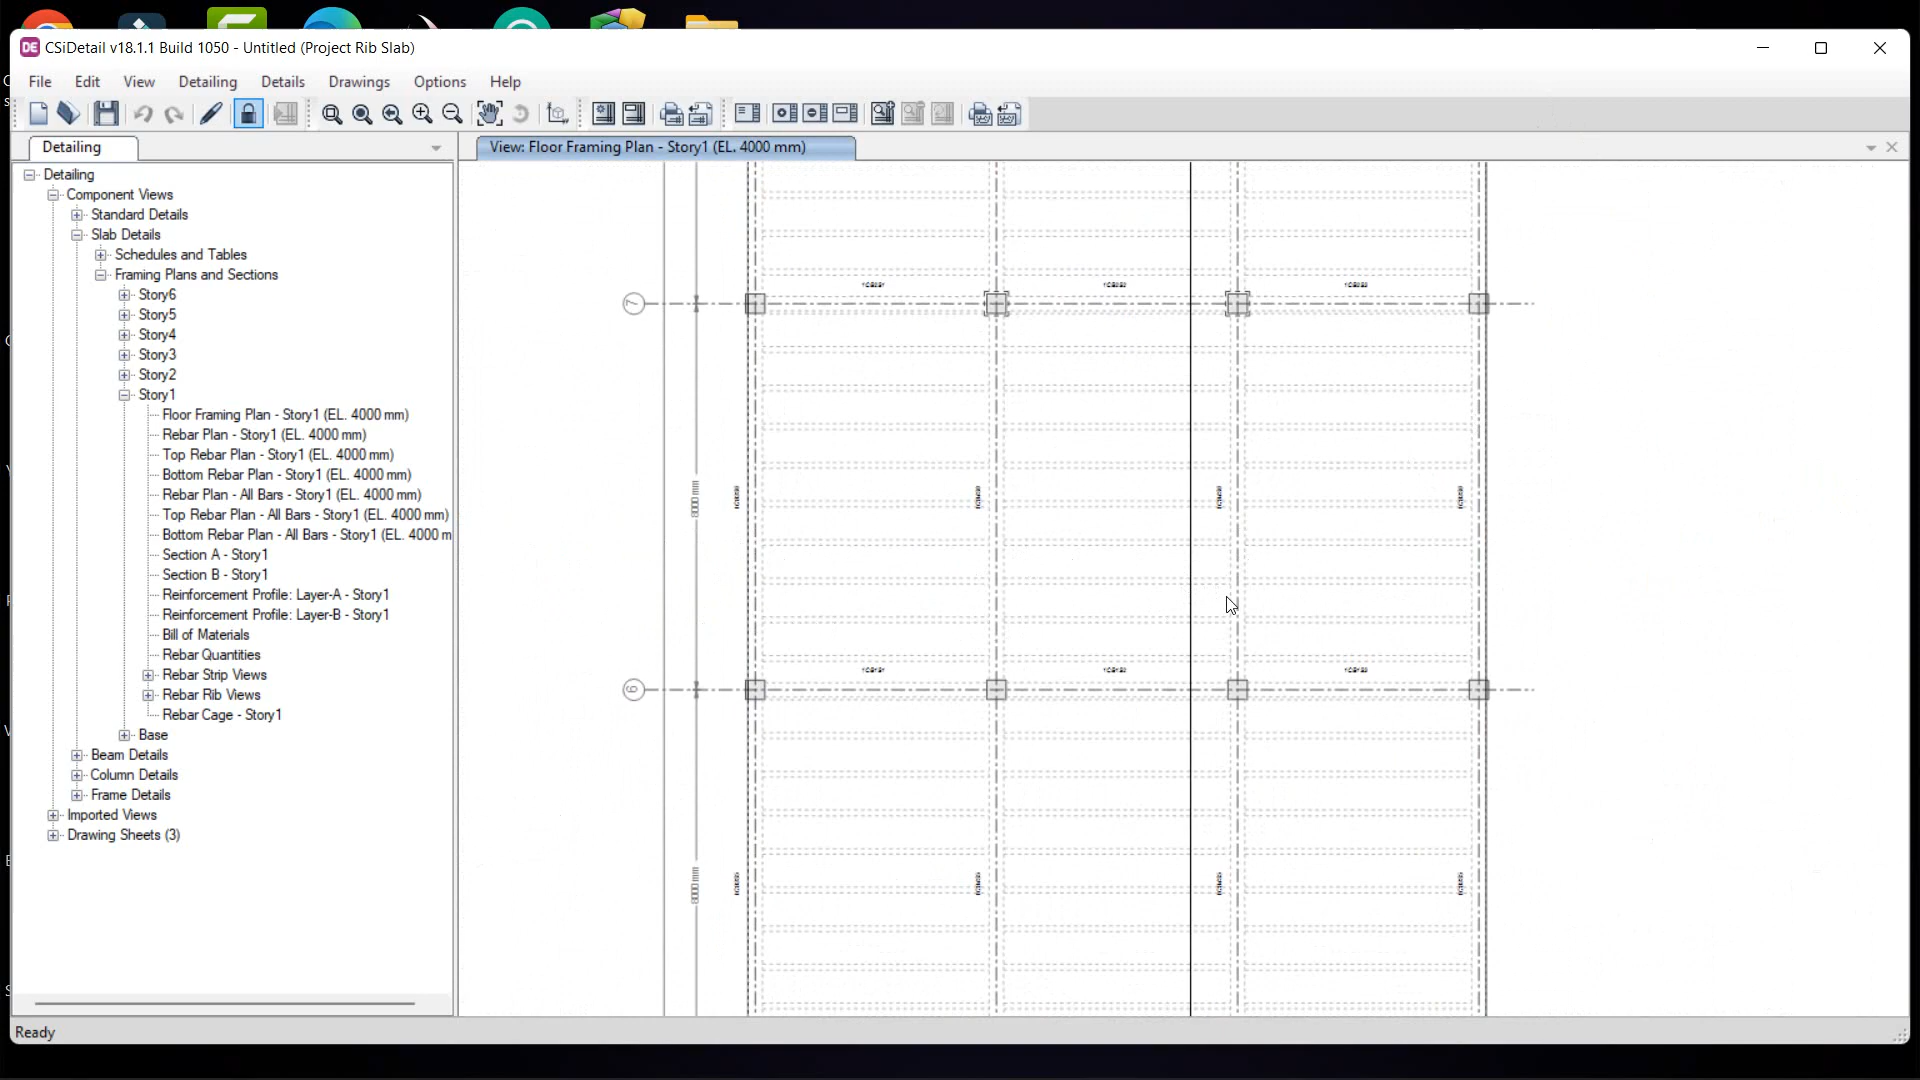 CSiDetail v18.1.1 Build 1050 - Untitled (Project Rib Slab)
File Edit View Detailing Details Drawings Options Help
Detailing
View: Floor Framing Plan - Story1 (EL. 4000 mm)
Detailing
Component Views
Standard Details
Slab Details
Schedules and Tables
Framing Plans and Sections
Story6
Story5
Story4
Story3
Story2
Story1
Floor Framing Plan - Story1 (EL. 4000 mm)
Rebar Plan - Story1 (EL. 4000 mm)
Top Rebar Plan - Story1 (EL. 4000 mm)
Bottom Rebar Plan - Story1 (EL. 4000 mm)
Rebar Plan - All Bars - Story1 (EL. 4000 mm)
Top Rebar Plan - All Bars - Story1 (EL. 4000 mm)
Bottom Rebar Plan - All Bars - Story1 (EL. 4000 m
Section A - Story1
Section B - Story1
Reinforcement Profile: Layer-A - Story1
Reinforcement Profile: Layer-B - Story1
Bill of Materials
Rebar Quantities
Rebar Strip Views
Rebar Rib Views
Rebar Cage - Story1
Base
Beam Details
Column Details
Frame Details
Imported Views
Drawing Sheets (3)
7
6
Ready